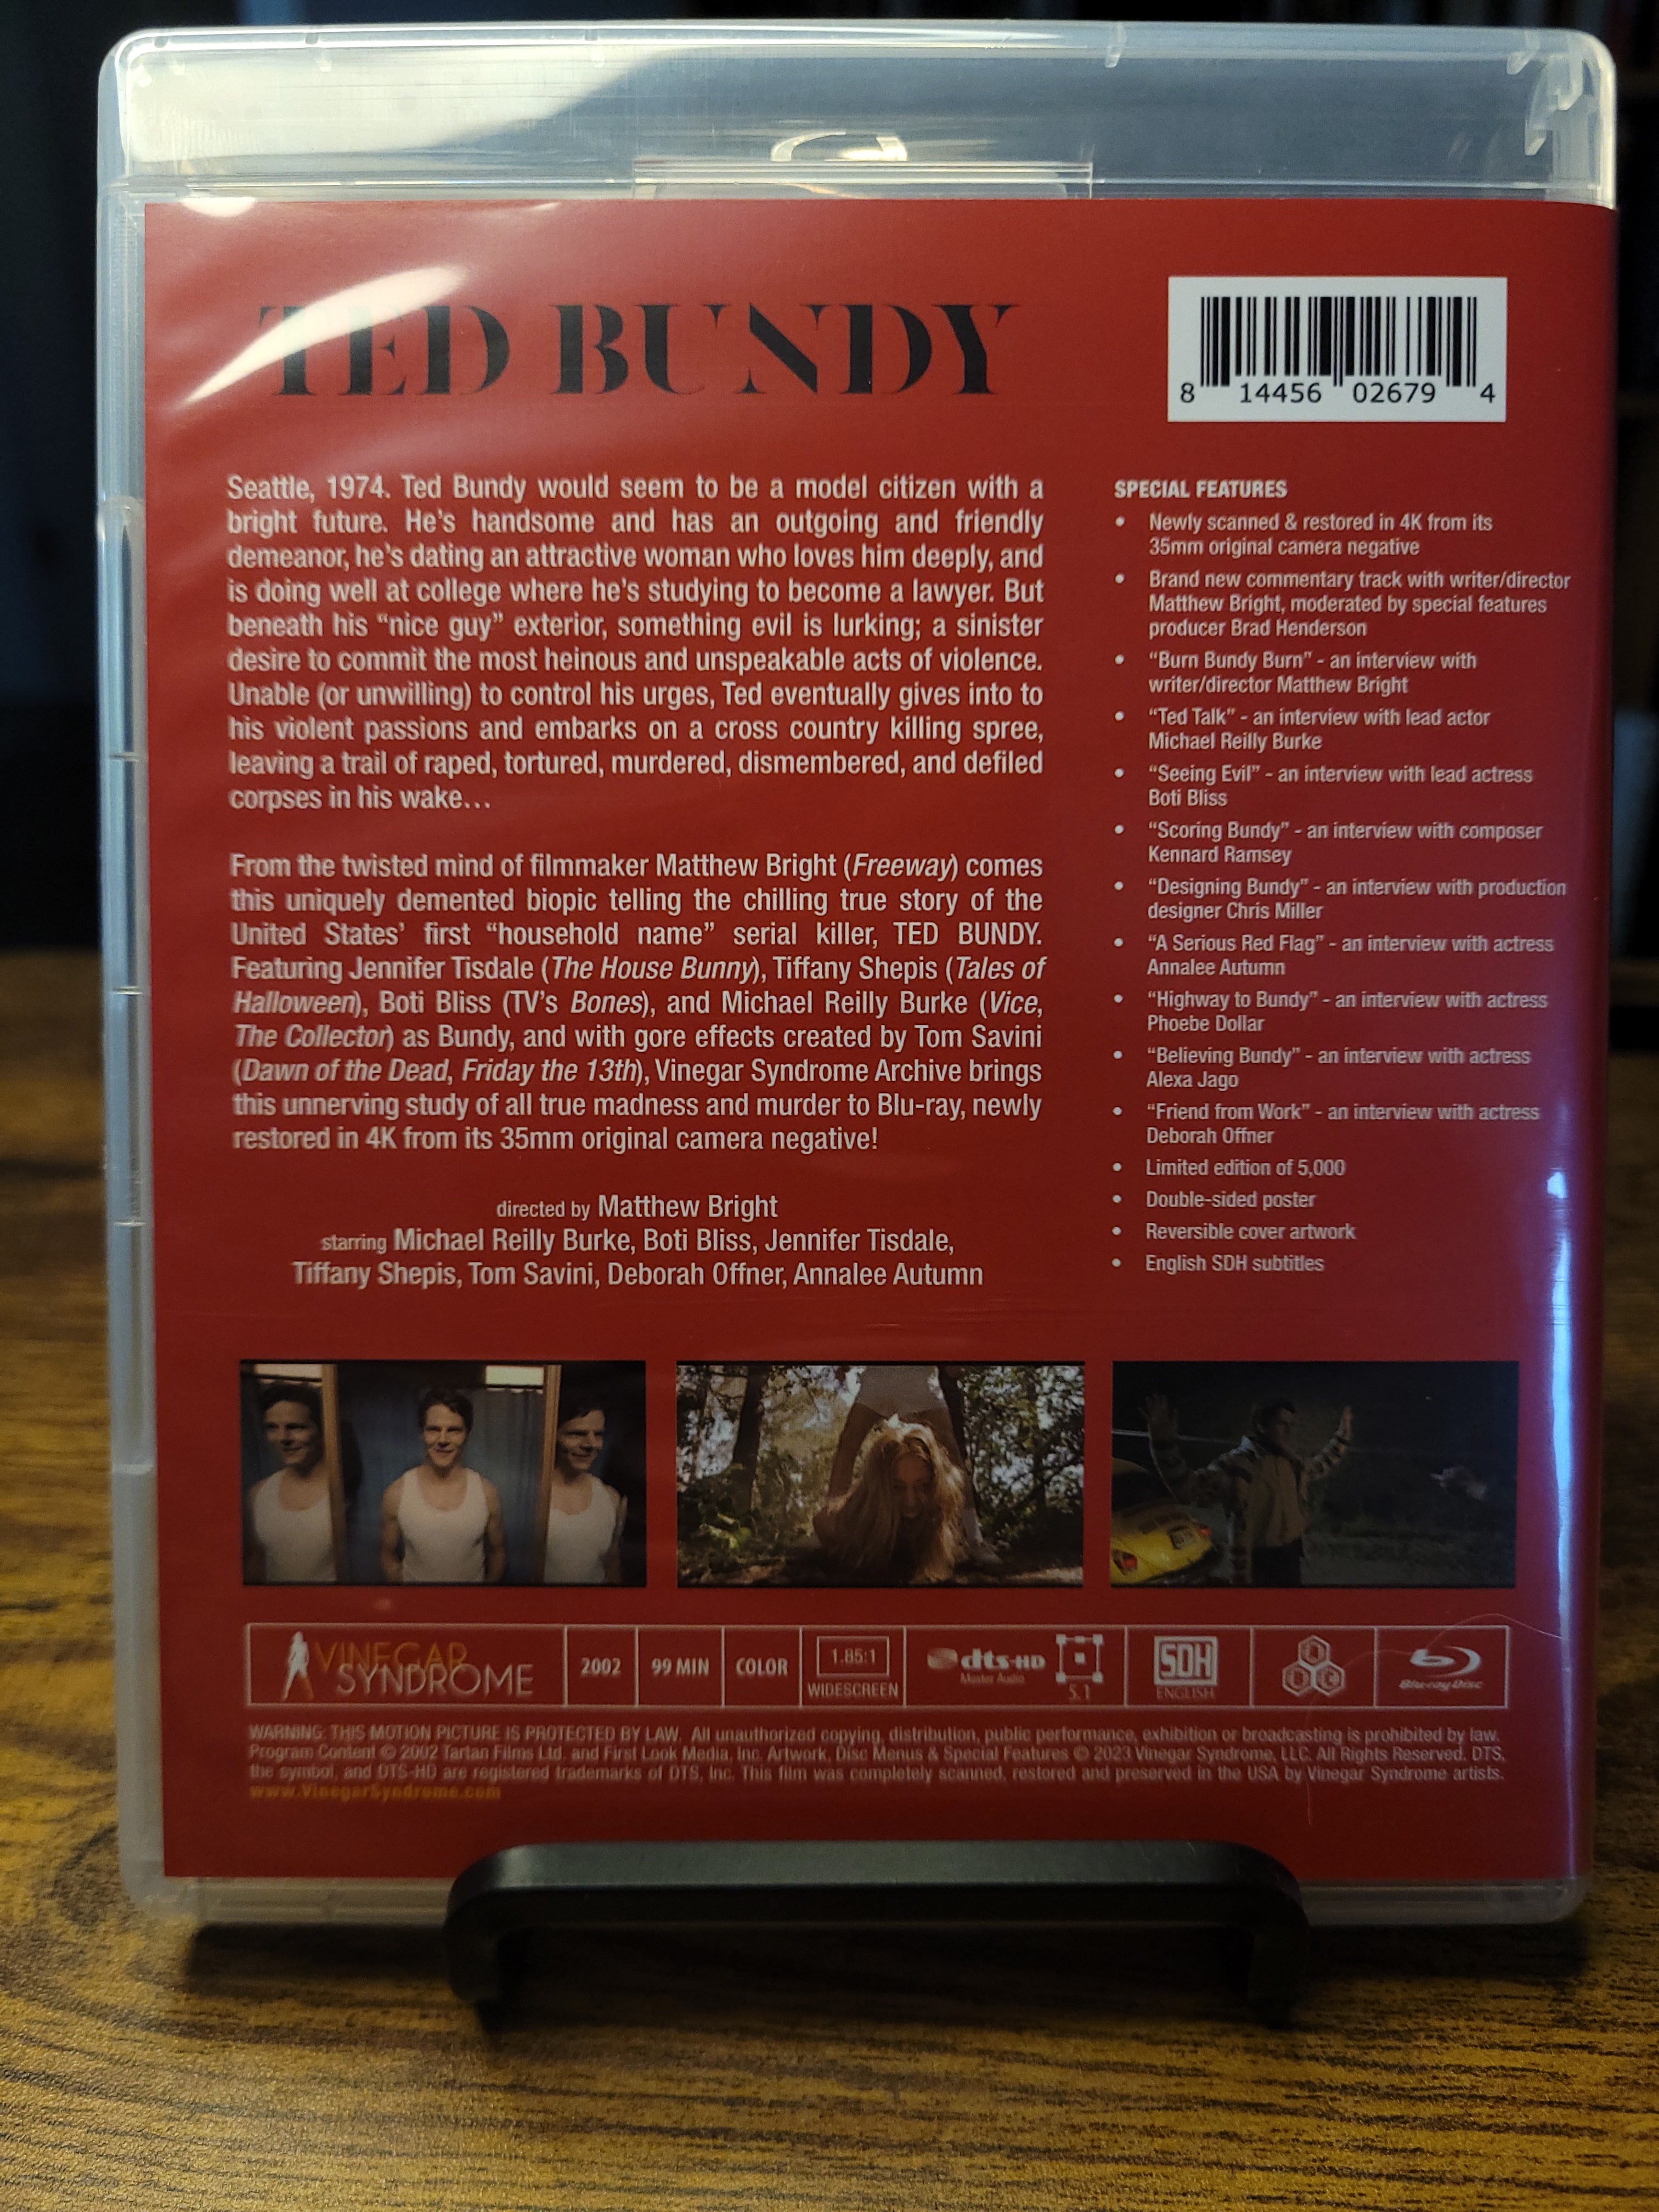 TED BUNDY
8 14456 02679 4
Seattle, 1974. Ted Bundy would seem to be a model citizen with a
bright future. He's handsome and has an outgoing and friendly
demeanor, he's dating an attractive woman who loves him deeply, and
is doing well at college where he's studying to become a lawyer. But
beneath his “nice guy” exterior, something evil is lurking; a sinister
desire to commit the most heinous and unspeakable acts of violence.
Unable (or unwilling) to control his urges, Ted eventually gives into to
his violent passions and embarks on a cross country killing spree,
leaving a trail of raped, tortured, murdered, dismembered, and defiled
corpses in his wake…
From the twisted mind of filmmaker Matthew Bright (Freeway) comes
this uniquely demented biopic telling the chilling true story of the
United States' first “household name” serial killer, TED BUNDY.
Featuring Jennifer Tisdale (The House Bunny), Tiffany Shepis (Tales of
Halloween), Boti Bliss (TV's Bones), and Michael Reilly Burke (Vice,
The Collector) as Bundy, and with gore effects created by Tom Savini
(Dawn of the Dead, Friday the 13th), Vinegar Syndrome Archive brings
this unnerving study of all true madness and murder to Blu-ray, newly
restored in 4K from its 35mm original camera negative!
directed by Matthew Bright
starring Michael Reilly Burke, Boti Bliss, Jennifer Tisdale,
Tiffany Shepis, Tom Savini, Deborah Offner, Annalee Autumn
SPECIAL FEATURES
• Newly scanned & restored in 4K from its
35mm original camera negative
• Brand new commentary track with writer/director
Matthew Bright, moderated by special features
producer Brad Henderson
• “Burn Bundy Burn” - an interview with
writer/director Matthew Bright
• “Ted Talk” - an interview with lead actor
Michael Reilly Burke
• “Seeing Evil” - an interview with lead actress
Boti Bliss
• “Scoring Bundy” - an interview with composer
Kennard Ramsey
• “Designing Bundy” - an interview with production
designer Chris Miller
• “A Serious Red Flag” - an interview with actress
Annalee Autumn
• “Highway to Bundy” - an interview with actress
Phoebe Dollar
• “Believing Bundy” - an interview with actress
Alexa Jago
• “Friend from Work” - an interview with actress
Deborah Offner
• Limited edition of 5,000
• Double-sided poster
• Reversible cover artwork
• English SDH subtitles
VINEGAR
SYNDROME
2002
99 MIN
COLOR
1.85:1
WIDESCREEN
dts-HD
Master Audio
5.1
SDH
ENGLISH
Blu-ray Disc
WARNING: THIS MOTION PICTURE IS PROTECTED BY LAW. All unauthorized copying, distribution, public performance, exhibition or broadcasting is prohibited by law.
Program Content © 2002 Tartan Films Ltd. and First Look Media, Inc. Artwork, Disc Menus & Special Features © 2023 Vinegar Syndrome, LLC. All Rights Reserved. DTS,
the symbol, and DTS-HD are registered trademarks of DTS, Inc. This film was completely scanned, restored and preserved in the USA by Vinegar Syndrome artists.
www.VinegarSyndrome.com